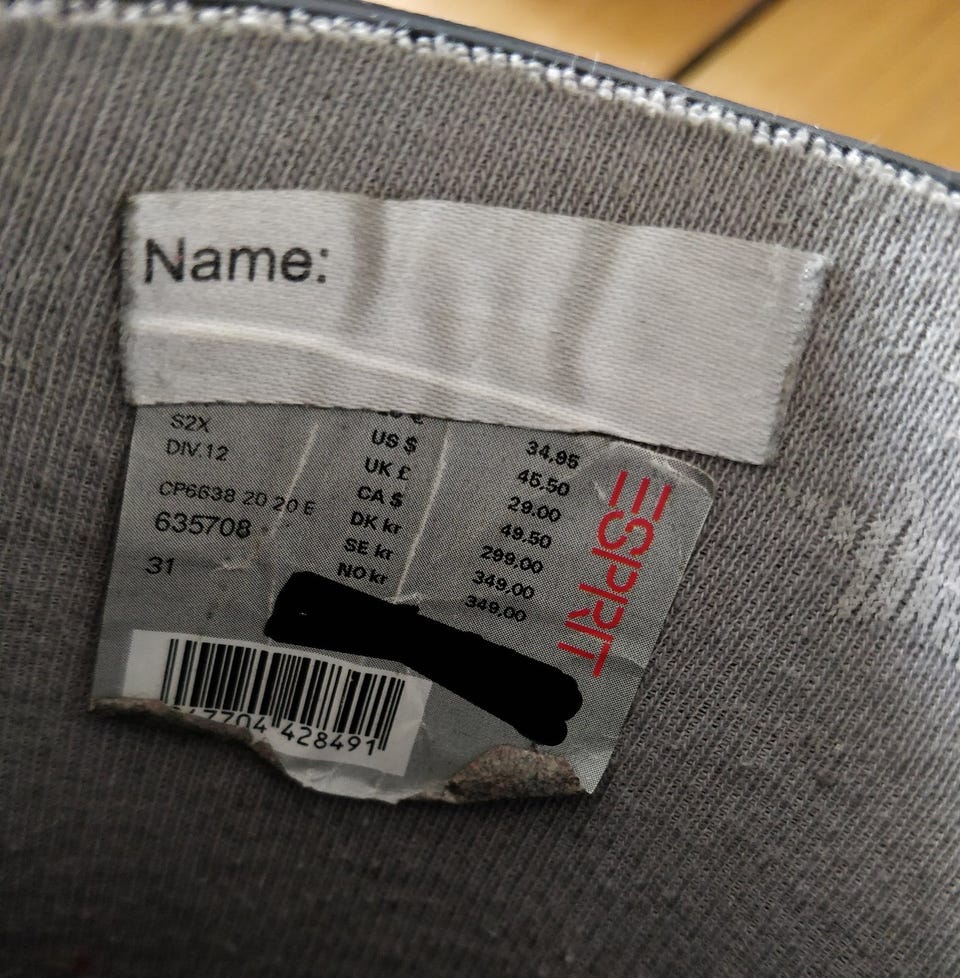 Name:
S2X
DIV.12
CP6638 20 20 E
635708
31
34.95
US $ 45.50
UK £ 29.00
CA $ 49.50
DK kr 299.00
SE kr 349.00
NO kr 349.00
ESPRIT
428491